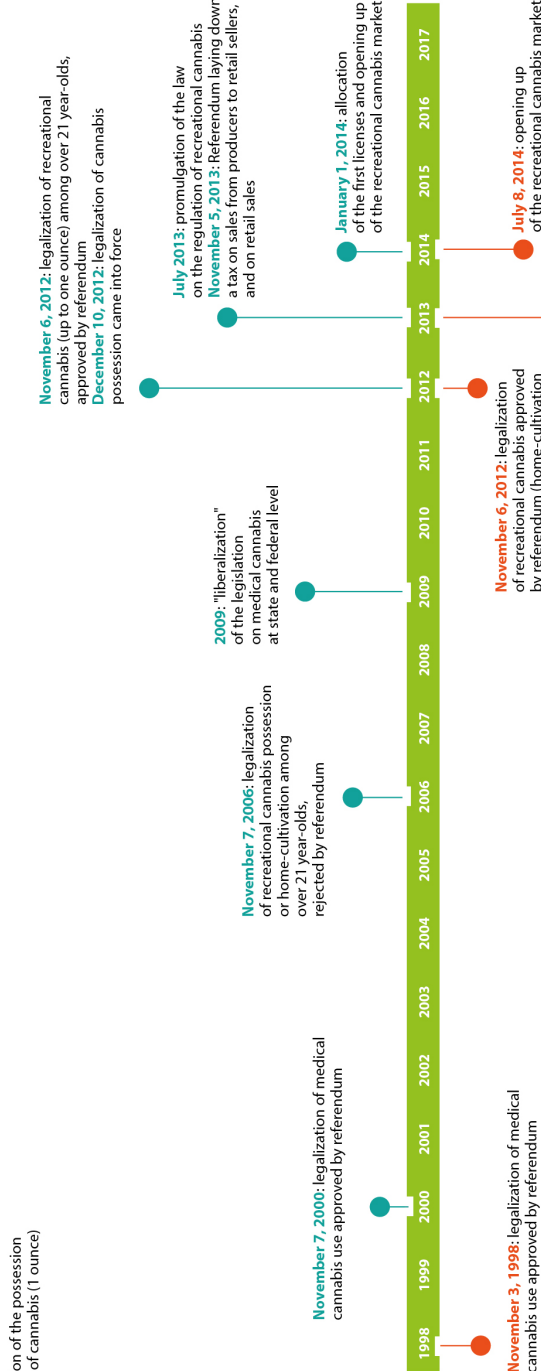 on of the possession
of cannabis (1 ounce)
November 7, 2000: legalization of medical
cannabis use approved by referendum
November 7, 2006: legalization
of recreational cannabis possession
or home-cultivation among
over 21 year-olds,
rejected by referendum
2009: "liberalization"
of the legislation
on medical cannabis
at state and federal level
November 6, 2012: legalization of recreational
cannabis (up to one ounce) among over 21 year-olds,
approved by referendum
December 10, 2012: legalization of cannabis
possession came into force
July 2013: promulgation of the law
on the regulation of recreational cannabis
November 5, 2013: Referendum laying down
a tax on sales from producers to retail sellers,
and on retail sales
January 1, 2014: allocation
of the first licenses and opening up
of the recreational cannabis market
1998 1999 2000 2001 2002 2003 2004 2005 2006 2007 2008 2009 2010 2011 2012 2013 2014 2015 2016 2017
November 3, 1998: legalization of medical
cannabis use approved by referendum
November 6, 2012: legalization
of recreational cannabis approved
by referendum (home-cultivation
July 8, 2014: opening up
of the recreational cannabis market